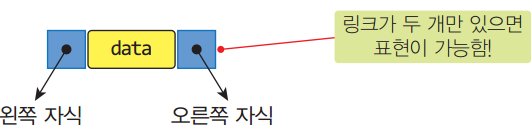 링크가 두 개만 있으면
표현이 가능함!
data
왼쪽 자식
오른쪽 자식